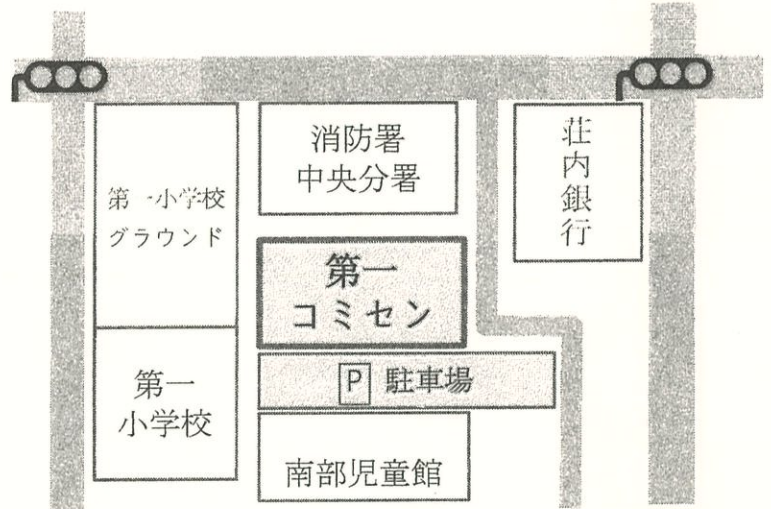 消防署
中央分署
荘内銀行
第一小学校
グラウンド
第一
コミセン
P 駐車場
第一
小学校
南部児童館